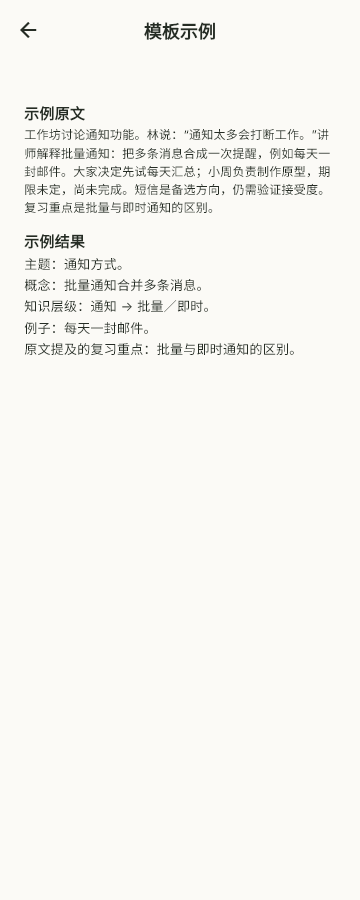 模板示例
示例原文
工作坊讨论通知功能。林说：“通知太多会打断工作。”讲
师解释批量通知：把多条消息合成一次提醒，例如每天一
封邮件。大家决定先试每天汇总；小周负责制作原型，期
限未定，尚未完成。短信是备选方向，仍需验证接受度。
复习重点是批量与即时通知的区别。
示例结果
主题：通知方式。
概念：批量通知合并多条消息。
知识层级：通知 → 批量／即时。
例子：每天一封邮件。
原文提及的复习重点：批量与即时通知的区别。